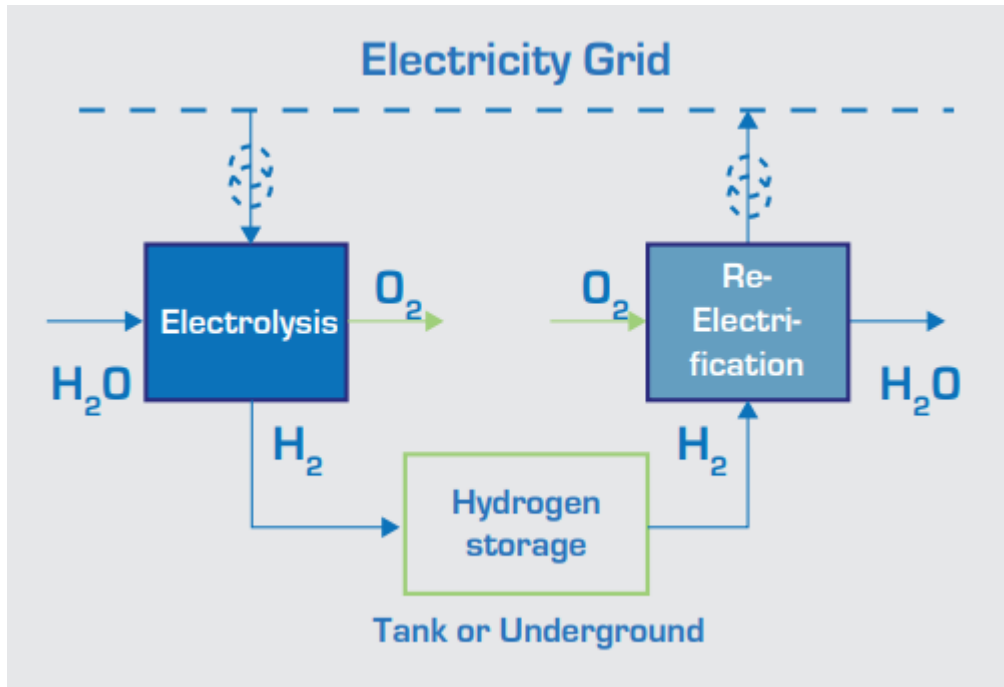 Electricity Grid
Electrolysis
O₂
O₂
Re-
Electri-
fication
H₂O
H₂O
H₂
H₂
Hydrogen
storage
Tank or Underground